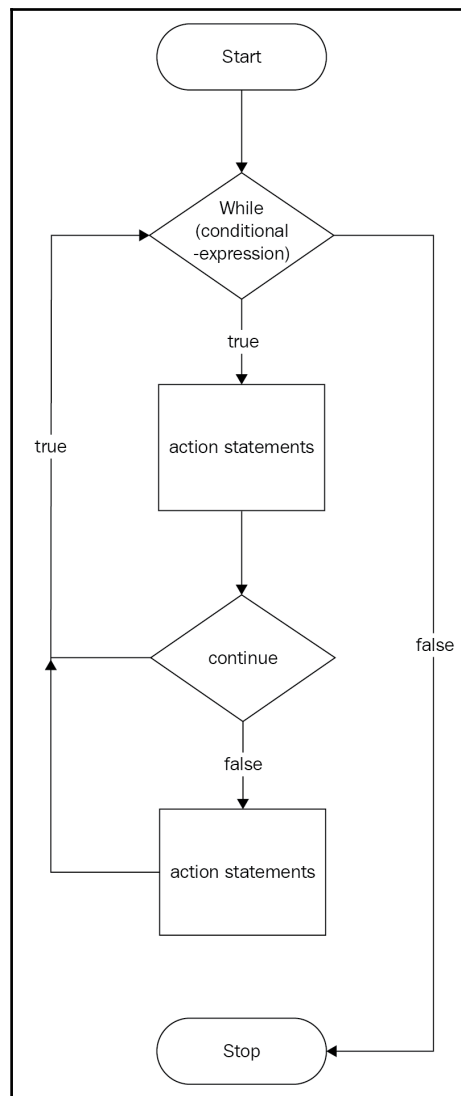 Start
While
(conditional
-expression)
true
action statements
true
continue
false
false
action statements
Stop